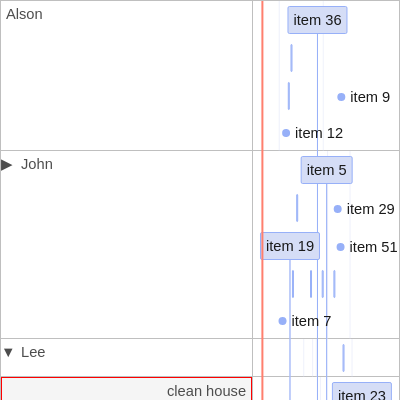 Alson
item 36
item 9
item 12
▶ John
item 5
item 29
item 19
item 51
item 7
▼ Lee
clean house
item 23